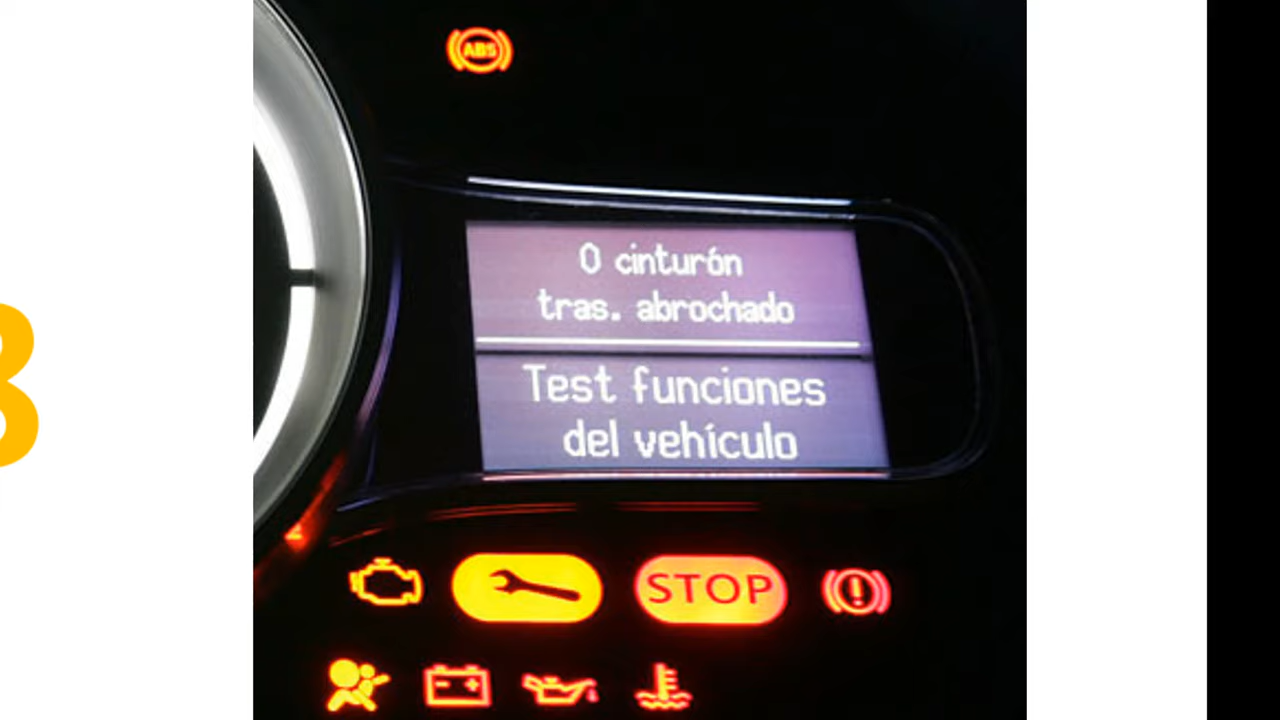 ABS
0 cinturón
tras. abrochado
Test funciones
del vehículo
STOP